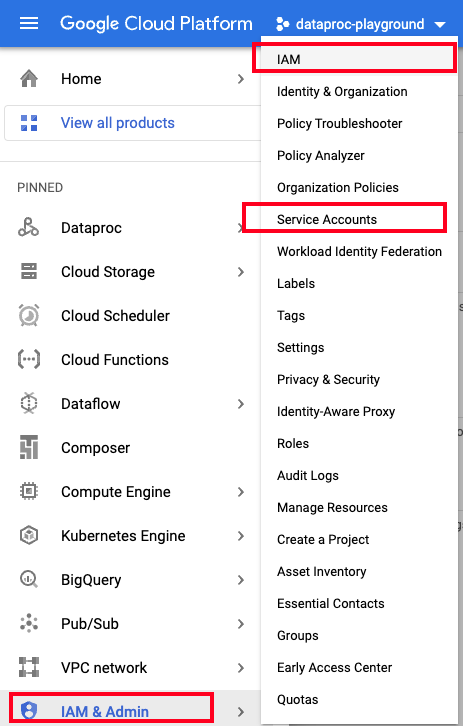 Google Cloud Platform
dataproc-playground
Home
View all products
PINNED
Dataproc
Cloud Storage
Cloud Scheduler
Cloud Functions
Dataflow
Composer
Compute Engine
Kubernetes Engine
BigQuery
Pub/Sub
VPC network
IAM & Admin
IAM
Identity & Organization
Policy Troubleshooter
Policy Analyzer
Organization Policies
Service Accounts
Workload Identity Federation
Labels
Tags
Settings
Privacy & Security
Identity-Aware Proxy
Roles
Audit Logs
Manage Resources
Create a Project
Asset Inventory
Essential Contacts
Groups
Early Access Center
Quotas